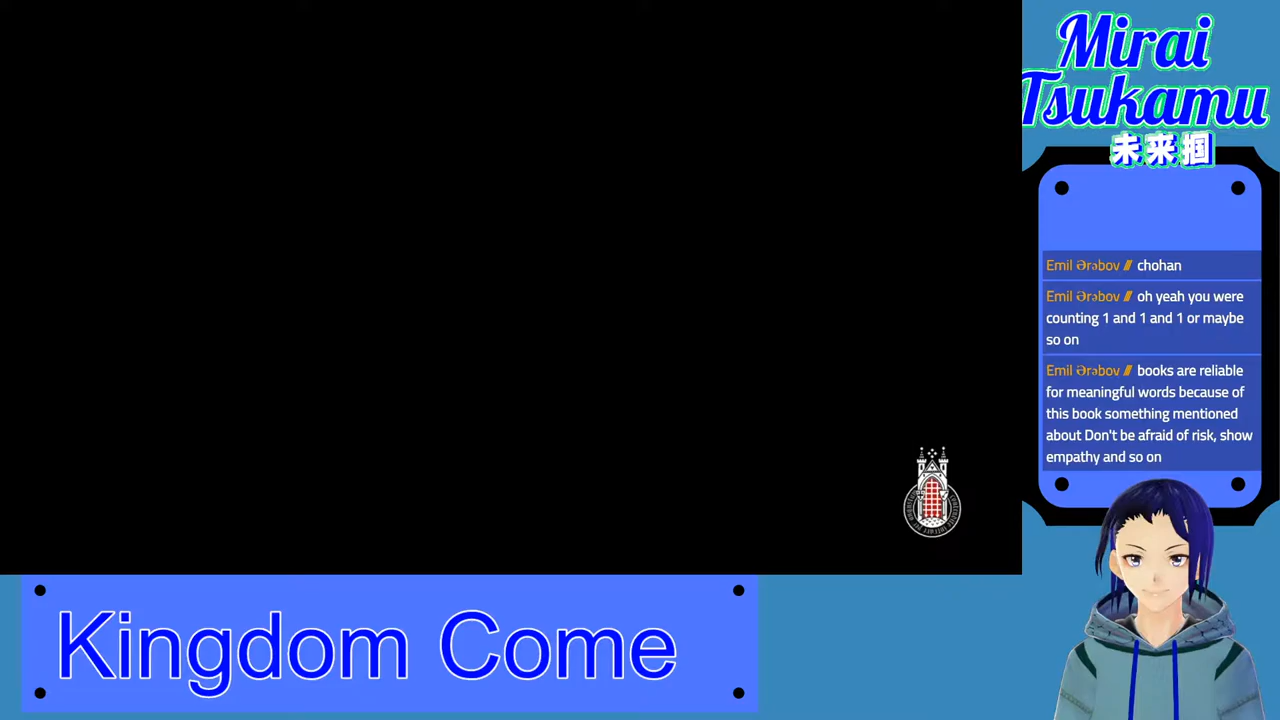 Mirai
Tsukamu
未来掴
Emil Ərəbov /// chohan
Emil Ərəbov /// oh yeah you were
counting 1 and 1 and 1 or maybe
so on
Emil Ərəbov /// books are reliable
for meaningful words because of
this book something mentioned
about Don't be afraid of risk, show
empathy and so on
Kingdom Come